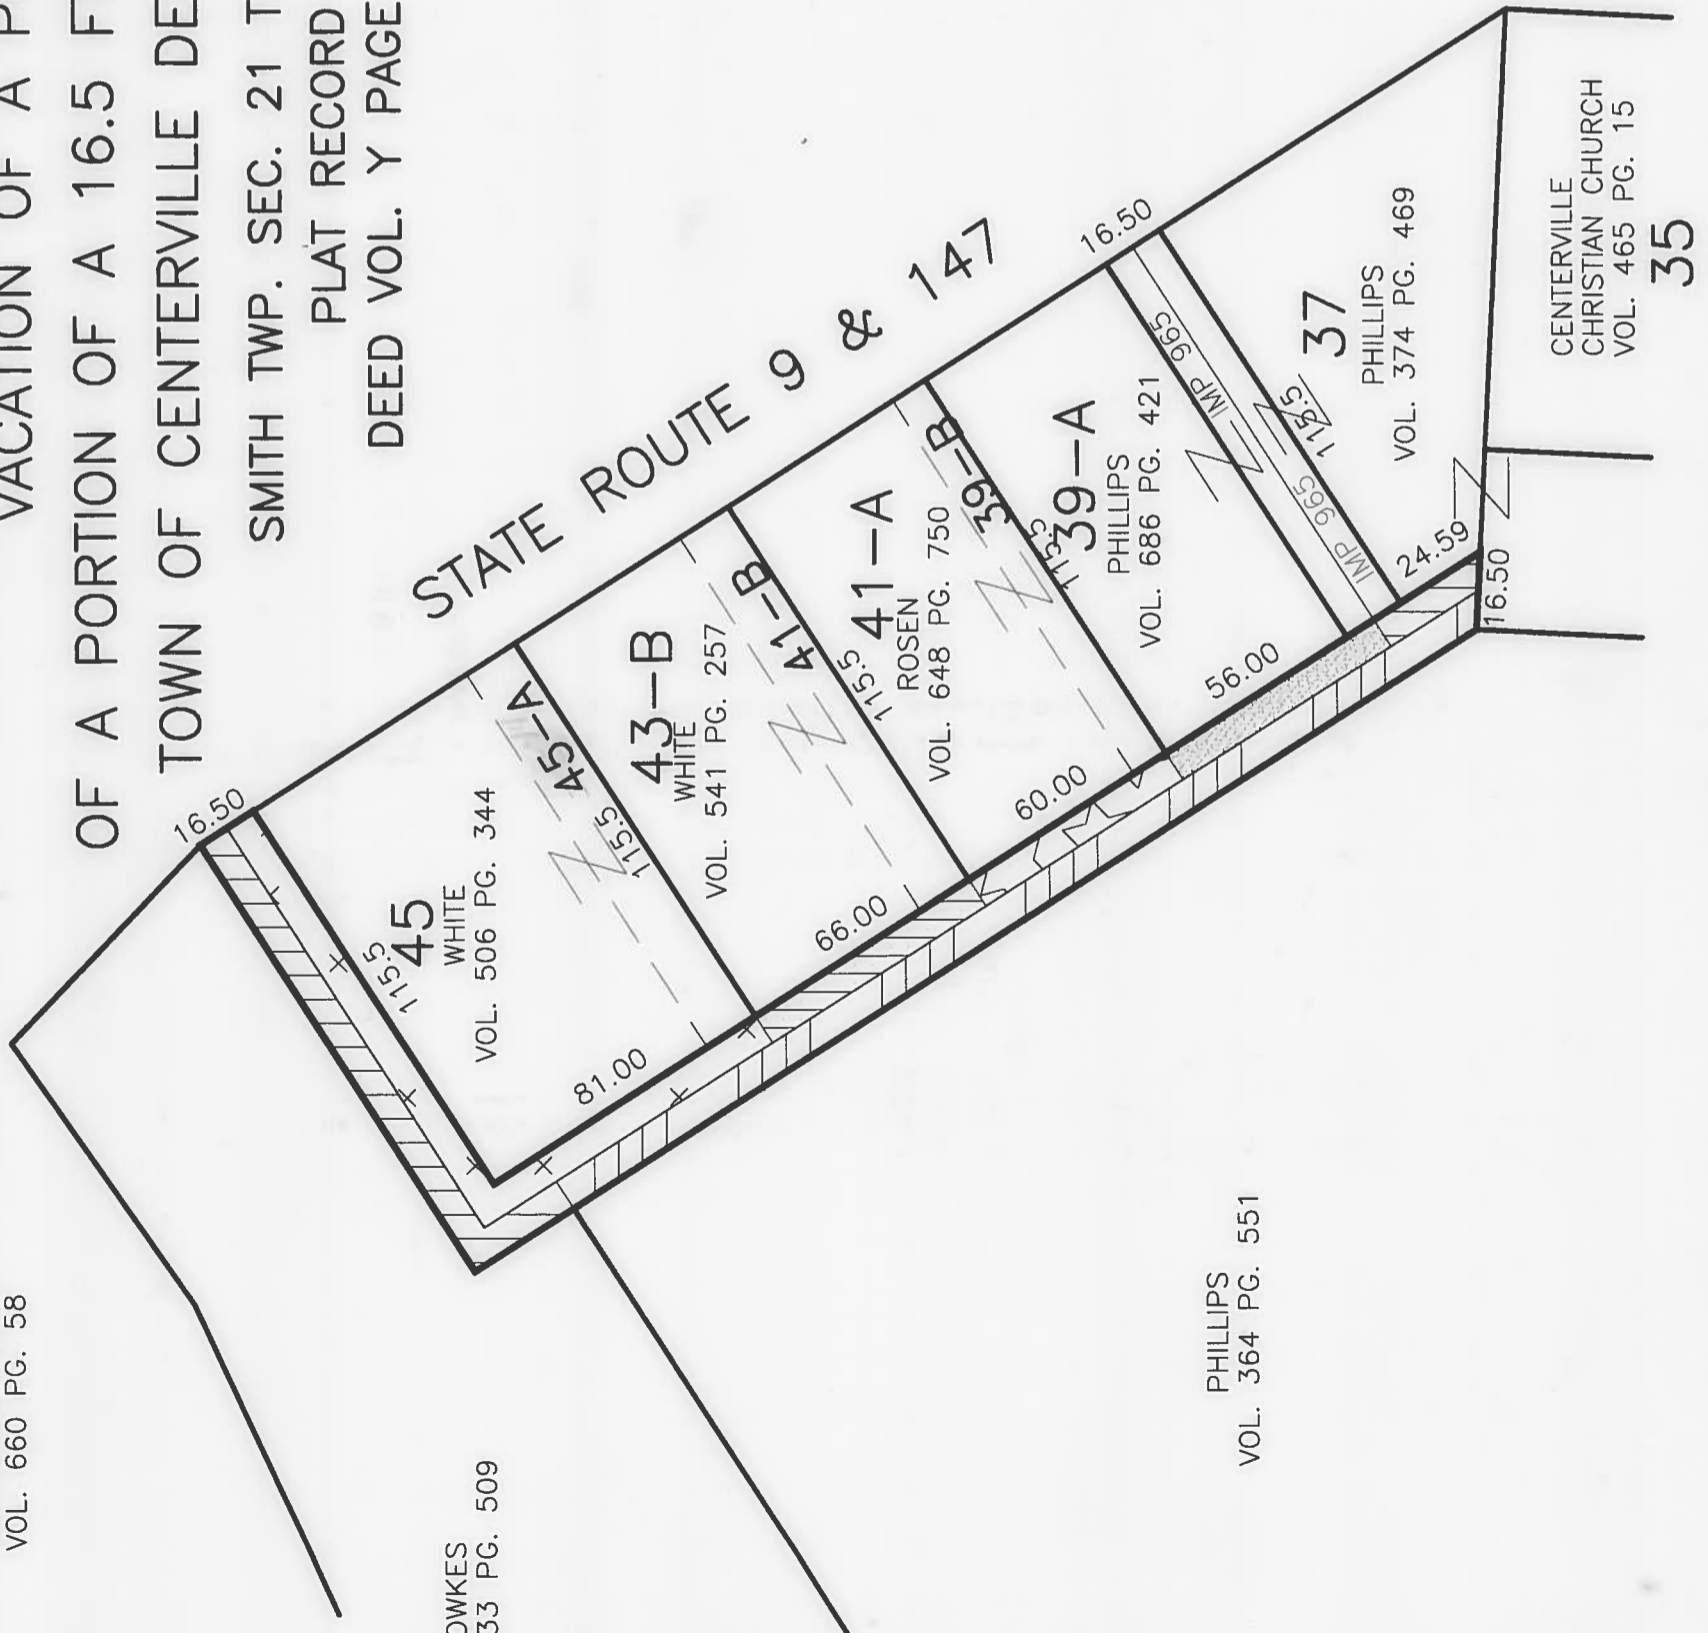 VACATION OF A P
OF A PORTION OF A 16.5 F
TOWN OF CENTERVILLE DE
SMITH TWP. SEC. 21 T
PLAT RECORD
DEED VOL. Y PAGE
STATE ROUTE 9 & 147
VOL. 660 PG. 58
OWKES
33 PG. 509
16.50
115.5
45
WHITE
VOL. 506 PG. 344
81.00
45-A
115.5
43-B
WHITE
VOL. 541 PG. 257
66.00
41-B
115.5
41-A
ROSEN
VOL. 648 PG. 750
60.00
39-B
115.5
39-A
PHILLIPS
VOL. 686 PG. 421
56.00
16.50
IMP 965
IMP 965
115.5
37
PHILLIPS
VOL. 374 PG. 469
24.59
16.50
CENTERVILLE
CHRISTIAN CHURCH
VOL. 465 PG. 15
35
PHILLIPS
VOL. 364 PG. 551